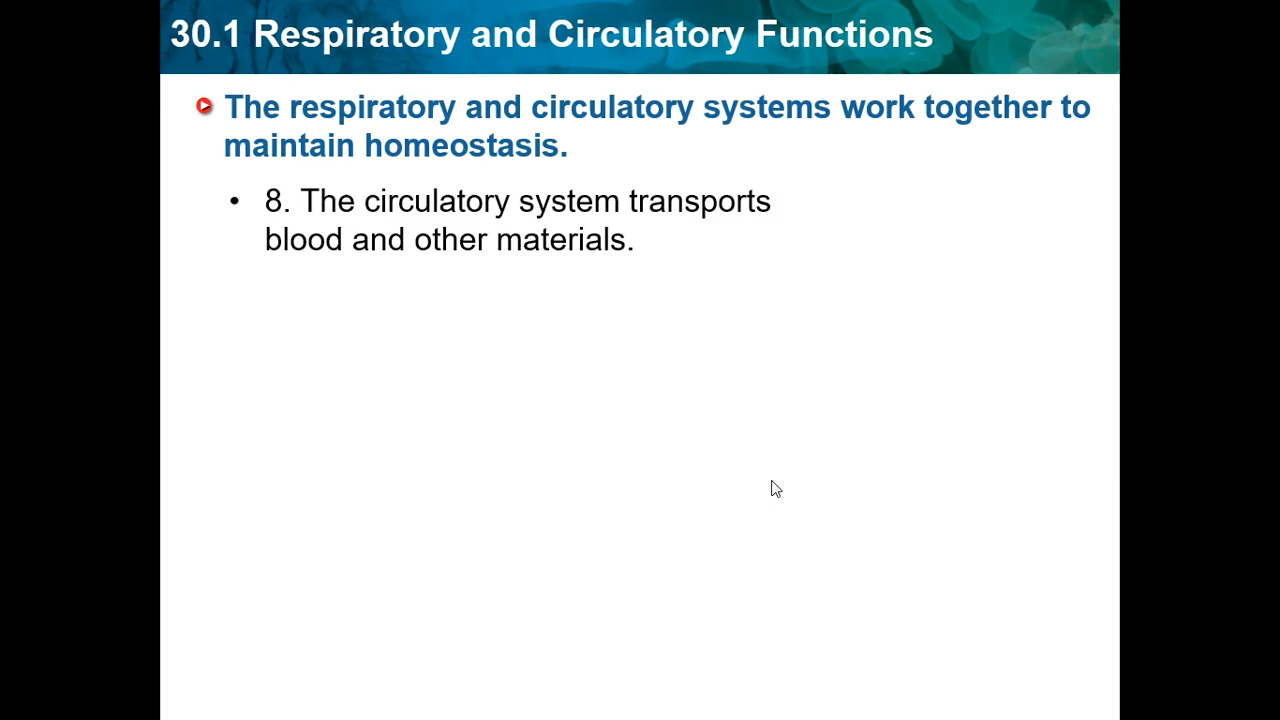 30.1 Respiratory and Circulatory Functions
The respiratory and circulatory systems work together to
maintain homeostasis.
• 8. The circulatory system transports
blood and other materials.